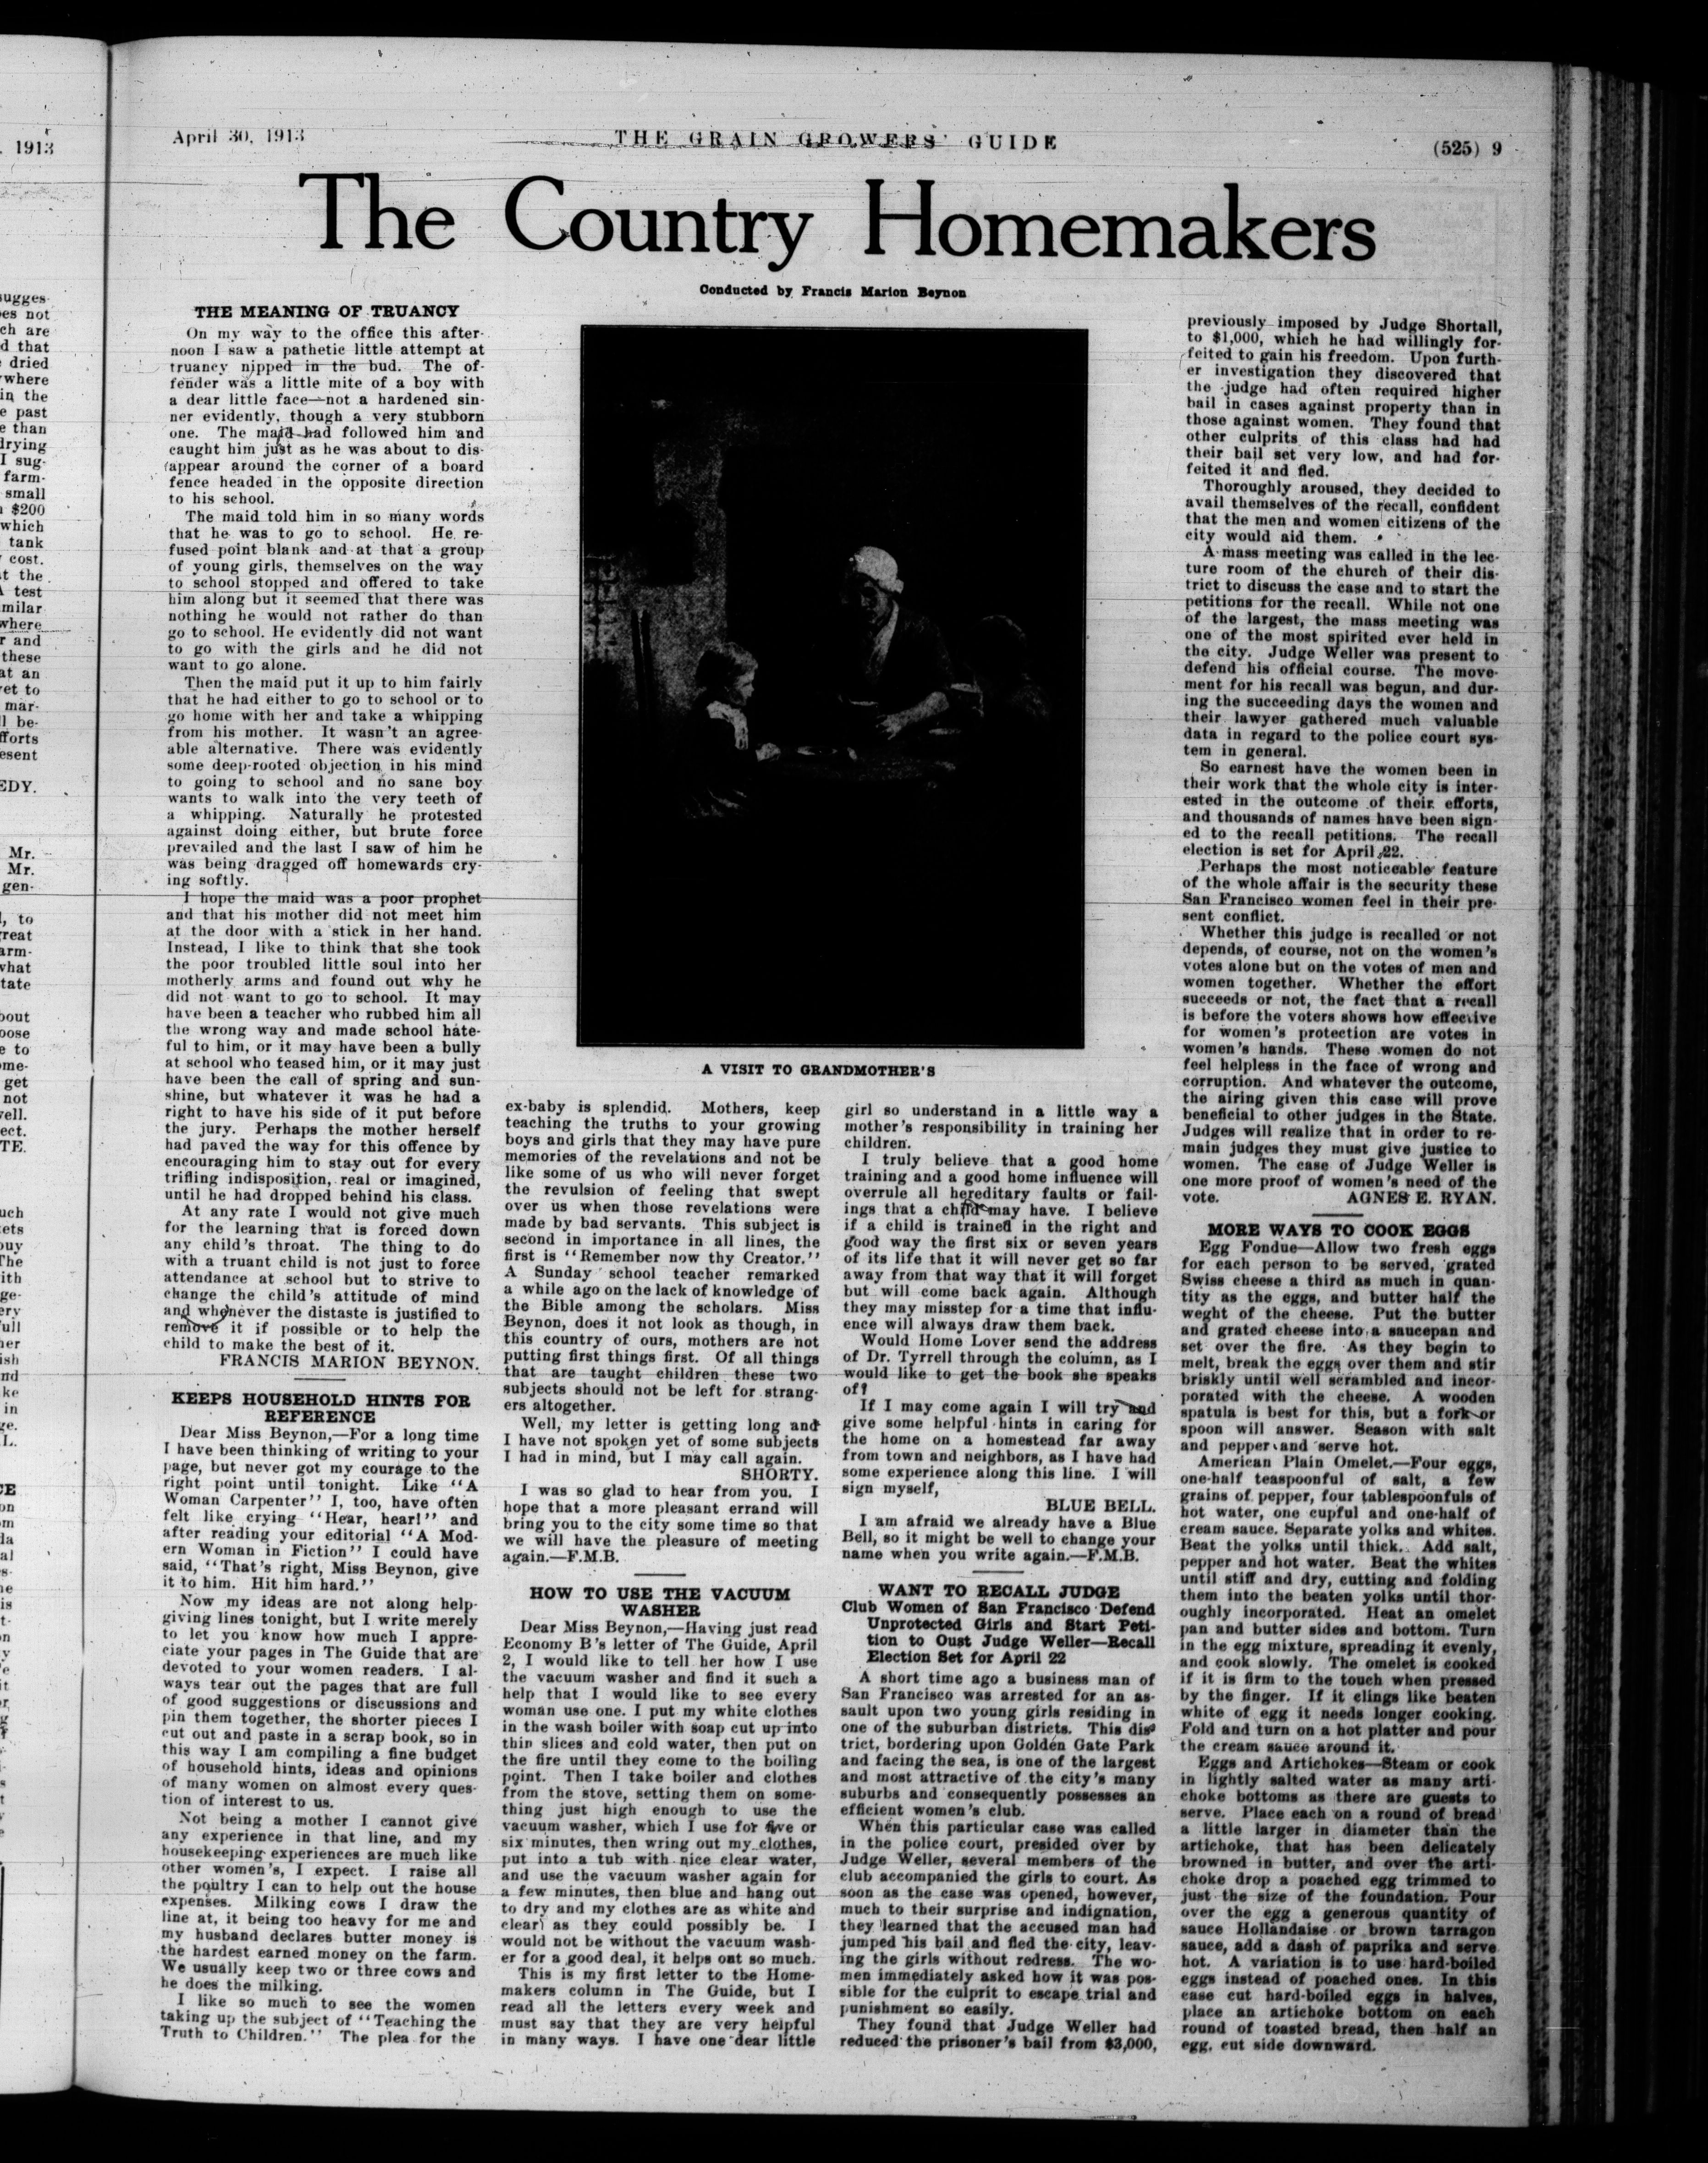 April 30, 1913
THE GRAIN GROWERS' GUIDE
(525) 9
The Country Homemakers
Conducted by Francis Marion Beynon
THE MEANING OF TRUANCY
On my way to the office this after-
noon I saw a pathetic little attempt at
truancy nipped in the bud. The of-
fender was a little mite of a boy with
a dear little face—not a hardened sin-
ner evidently, though a very stubborn
one. The maid had followed him and
caught him just as he was about to dis-
appear around the corner of a board
fence headed in the opposite direction
to his school.
The maid told him in so many words
that he was to go to school. He re-
fused point blank and at that a group
of young girls, themselves on the way
to school stopped and offered to take
him along but it seemed that there was
nothing he would not rather do than
go to school. He evidently did not want
to go with the girls and he did not
want to go alone.
Then the maid put it up to him fairly
that he had either to go to school or to
go home with her and take a whipping
from his mother. It wasn't an agree-
able alternative. There was evidently
some deep-rooted objection in his mind
to going to school and no sane boy
wants to walk into the very teeth of
a whipping. Naturally he protested
against doing either, but brute force
prevailed and the last I saw of him he
was being dragged off homewards cry-
ing softly.
I hope the maid was a poor prophet
and that his mother did not meet him
at the door with a stick in her hand.
Instead, I like to think that she took
the poor troubled little soul into her
motherly arms and found out why he
did not want to go to school. It may
have been a teacher who rubbed him all
the wrong way and made school hate-
ful to him, or it may have been a bully
at school who teased him, or it may just
have been the call of spring and sun-
shine, but whatever it was he had a
right to have his side of it put before
the jury. Perhaps the mother herself
had paved the way for this offence by
encouraging him to stay out for every
trifling indisposition, real or imagined,
until he had dropped behind his class.
At any rate I would not give much
for the learning that is forced down
any child's throat. The thing to do
with a truant child is not just to force
attendance at school but to strive to
change the child's attitude of mind
and whenever the distaste is justified to
remove it if possible or to help the
child to make the best of it.
FRANCIS MARION BEYNON.
KEEPS HOUSEHOLD HINTS FOR
REFERENCE
Dear Miss Beynon,—For a long time
I have been thinking of writing to your
page, but never got my courage to the
right point until tonight. Like "A
Woman Carpenter" I, too, have often
felt like crying "Hear, hear!" and
after reading your editorial "A Mod-
ern Woman in Fiction" I could have
said, "That's right, Miss Beynon, give
it to him. Hit him hard."
Now my ideas are not along help-
giving lines tonight, but I write merely
to let you know how much I appre-
ciate your pages in The Guide that are
devoted to your women readers. I al-
ways tear out the pages that are full
of good suggestions or discussions and
pin them together, the shorter pieces I
cut out and paste in a scrap book, so in
this way I am compiling a fine budget
of household hints, ideas and opinions
of many women on almost every ques-
tion of interest to us.
Not being a mother I cannot give
any experience in that line, and my
housekeeping experiences are much like
other women's, I expect. I raise all
the poultry I can to help out the house
expenses. Milking cows I draw the
line at, it being too heavy for me and
my husband declares butter money is
the hardest earned money on the farm.
We usually keep two or three cows and
he does the milking.
I like so much to see the women
taking up the subject of "Teaching the
Truth to Children." The plea for the
A VISIT TO GRANDMOTHER'S
ex-baby is splendid. Mothers, keep
teaching the truths to your growing
boys and girls that they may have pure
memories of the revelations and not be
like some of us who will never forget
the revulsion of feeling that swept
over us when those revelations were
made by bad servants. This subject is
second in importance in all lines, the
first is "Remember now thy Creator."
A Sunday school teacher remarked
a while ago on the lack of knowledge of
the Bible among the scholars. Miss
Beynon, does it not look as though, in
this country of ours, mothers are not
putting first things first. Of all things
that are taught children these two
subjects should not be left for strang-
ers altogether.
Well, my letter is getting long and
I have not spoken yet of some subjects
I had in mind, but I may call again.
SHORTY.
I was so glad to hear from you. I
hope that a more pleasant errand will
bring you to the city some time so that
we will have the pleasure of meeting
again.—F.M.B.
HOW TO USE THE VACUUM
WASHER
Dear Miss Beynon,—Having just read
Economy B's letter of The Guide, April
2, I would like to tell her how I use
the vacuum washer and find it such a
help that I would like to see every
woman use one. I put my white clothes
in the wash boiler with soap cut up into
thin slices and cold water, then put on
the fire until they come to the boiling
point. Then I take boiler and clothes
from the stove, setting them on some-
thing just high enough to use the
vacuum washer, which I use for five or
six minutes, then wring out my clothes,
put into a tub with nice clear water,
and use the vacuum washer again for
a few minutes, then blue and hang out
to dry and my clothes are as white and
clear as they could possibly be. I
would not be without the vacuum wash-
er for a good deal, it helps out so much.
This is my first letter to the Home-
makers column in The Guide, but I
read all the letters every week and
must say that they are very helpful
in many ways. I have one dear little
girl so understand in a little way a
mother's responsibility in training her
children.
I truly believe that a good home
training and a good home influence will
overrule all hereditary faults or fail-
ings that a child may have. I believe
if a child is trained in the right and
good way the first six or seven years
of its life that it will never get so far
away from that way that it will forget
but will come back again. Although
they may misstep for a time that influ-
ence will always draw them back.
Would Home Lover send the address
of Dr. Tyrrell through the column, as I
would like to get the book she speaks
of?
If I may come again I will try and
give some helpful hints in caring for
the home on a homestead far away
from town and neighbors, as I have had
some experience along this line. I will
sign myself,
BLUE BELL.
I am afraid we already have a Blue
Bell, so it might be well to change your
name when you write again.—F.M.B.
WANT TO RECALL JUDGE
Club Women of San Francisco Defend
Unprotected Girls and Start Peti-
tion to Oust Judge Weller—Recall
Election Set for April 22
A short time ago a business man of
San Francisco was arrested for an as-
sault upon two young girls residing in
one of the suburban districts. This dis-
trict, bordering upon Golden Gate Park
and facing the sea, is one of the largest
and most attractive of the city's many
suburbs and consequently possesses an
efficient women's club.
When this particular case was called
in the police court, presided over by
Judge Weller, several members of the
club accompanied the girls to court. As
soon as the case was opened, however,
much to their surprise and indignation,
they learned that the accused man had
jumped his bail and fled the city, leav-
ing the girls without redress. The wo-
men immediately asked how it was pos-
sible for the culprit to escape trial and
punishment so easily.
They found that Judge Weller had
reduced the prisoner's bail from $3,000,
previously imposed by Judge Shortall,
to $1,000, which he had willingly for-
feited to gain his freedom. Upon furth-
er investigation they discovered that
the judge had often required higher
bail in cases against property than in
those against women. They found that
other culprits of this class had had
their bail set very low, and had for-
feited it and fled.
Thoroughly aroused, they decided to
avail themselves of the recall, confident
that the men and women citizens of the
city would aid them.
A mass meeting was called in the lec-
ture room of the church of their dis-
trict to discuss the case and to start the
petitions for the recall. While not one
of the largest, the mass meeting was
one of the most spirited ever held in
the city. Judge Weller was present to
defend his official course. The move-
ment for his recall was begun, and dur-
ing the succeeding days the women and
their lawyer gathered much valuable
data in regard to the police court sys-
tem in general.
So earnest have the women been in
their work that the whole city is inter-
ested in the outcome of their efforts,
and thousands of names have been sign-
ed to the recall petitions. The recall
election is set for April 22.
Perhaps the most noticeable feature
of the whole affair is the security these
San Francisco women feel in their pre-
sent conflict.
Whether this judge is recalled or not
depends, of course, not on the women's
votes alone but on the votes of men and
women together. Whether the effort
succeeds or not, the fact that a recall
is before the voters shows how effective
for women's protection are votes in
women's hands. These women do not
feel helpless in the face of wrong and
corruption. And whatever the outcome,
the airing given this case will prove
beneficial to other judges in the State.
Judges will realize that in order to re-
main judges they must give justice to
women. The case of Judge Weller is
one more proof of women's need of the
vote. AGNES E. RYAN.
MORE WAYS TO COOK EGGS
Egg Fondue—Allow two fresh eggs
for each person to be served, grated
Swiss cheese a third as much in quan-
tity as the eggs, and butter half the
weght of the cheese. Put the butter
and grated cheese into a saucepan and
set over the fire. As they begin to
melt, break the eggs over them and stir
briskly until well scrambled and incor-
porated with the cheese. A wooden
spatula is best for this, but a fork or
spoon will answer. Season with salt
and pepper and serve hot.
American Plain Omelet.—Four eggs,
one-half teaspoonful of salt, a few
grains of pepper, four tablespoonfuls of
hot water, one cupful and one-half of
cream sauce. Separate yolks and whites.
Beat the yolks until thick. Add salt,
pepper and hot water. Beat the whites
until stiff and dry, cutting and folding
them into the beaten yolks until thor-
oughly incorporated. Heat an omelet
pan and butter sides and bottom. Turn
in the egg mixture, spreading it evenly,
and cook slowly. The omelet is cooked
if it is firm to the touch when pressed
by the finger. If it clings like beaten
white of egg it needs longer cooking.
Fold and turn on a hot platter and pour
the cream sauce around it.
Eggs and Artichokes—Steam or cook
in lightly salted water as many arti-
choke bottoms as there are guests to
serve. Place each on a round of bread
a little larger in diameter than the
artichoke, that has been delicately
browned in butter, and over the arti-
choke drop a poached egg trimmed to
just the size of the foundation. Pour
over the egg a generous quantity of
sauce Hollandaise or brown tarragon
sauce, add a dash of paprika and serve
hot. A variation is to use hard-boiled
eggs instead of poached ones. In this
case cut hard-boiled eggs in halves,
place an artichoke bottom on each
round of toasted bread, then half an
egg, cut side downward.